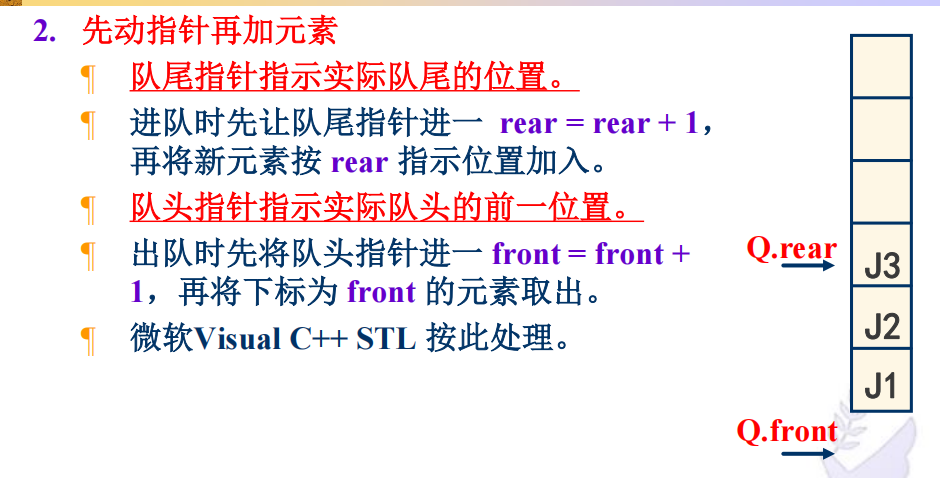 2. 先动指针再加元素
¶ 队尾指针指示实际队尾的位置。
¶ 进队时先让队尾指针进一 rear = rear + 1，
再将新元素按 rear 指示位置加入。
¶ 队头指针指示实际队头的前一位置。
¶ 出队时先将队头指针进一 front = front +
1，再将下标为 front 的元素取出。
¶ 微软Visual C++ STL 按此处理。
Q.rear
J3
J2
J1
Q.front